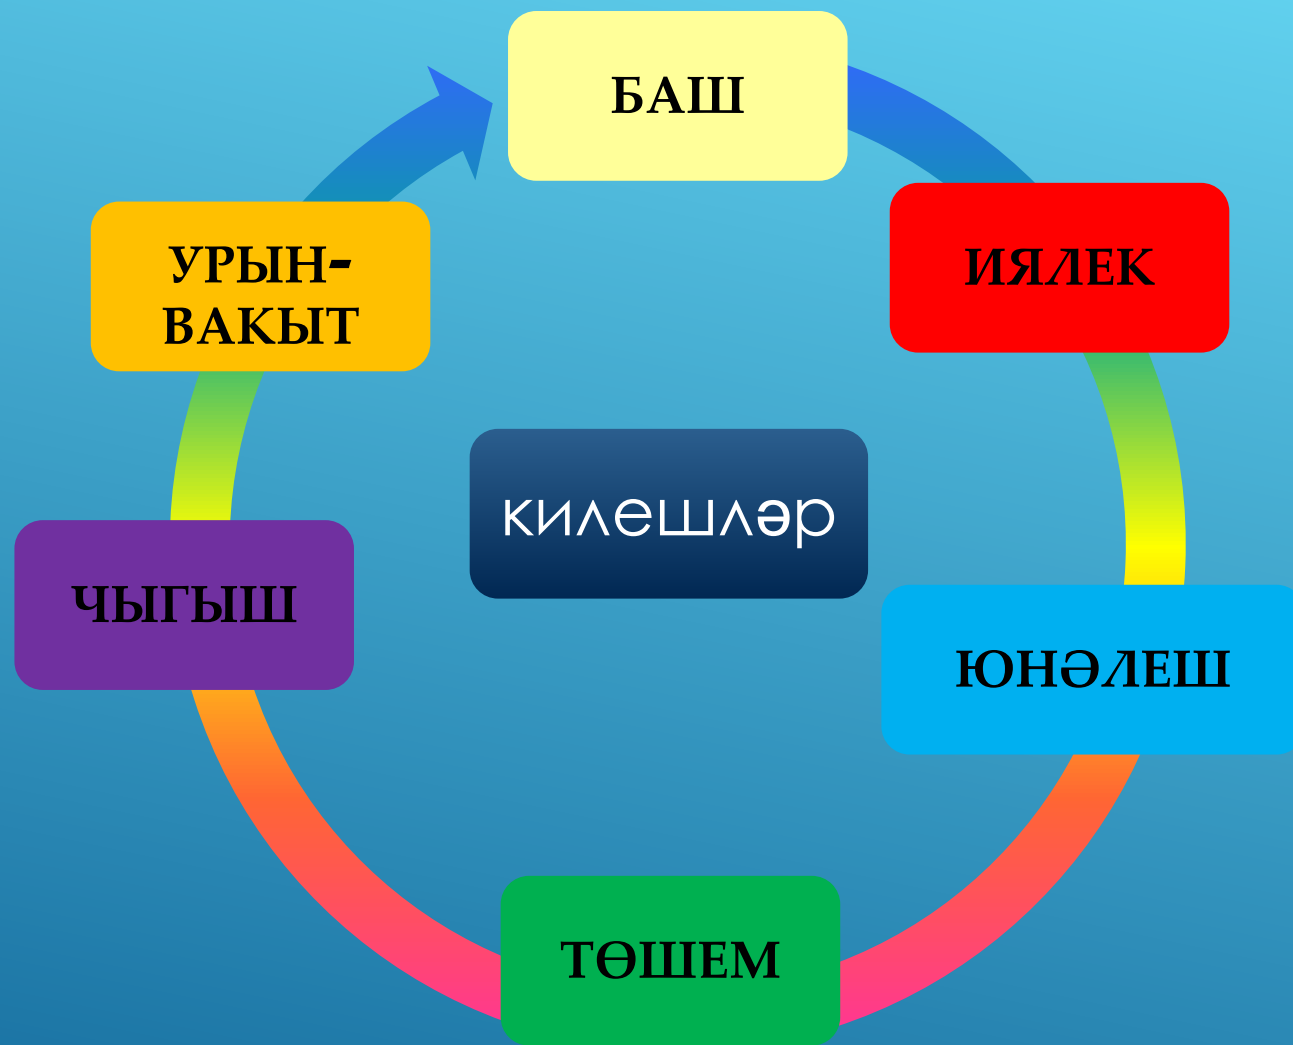 БАШ
ИЯЛЕК
ЮНӘЛЕШ
ТӨШЕМ
ЧЫГЫШ
УРЫН-
ВАКЫТ
килешләр